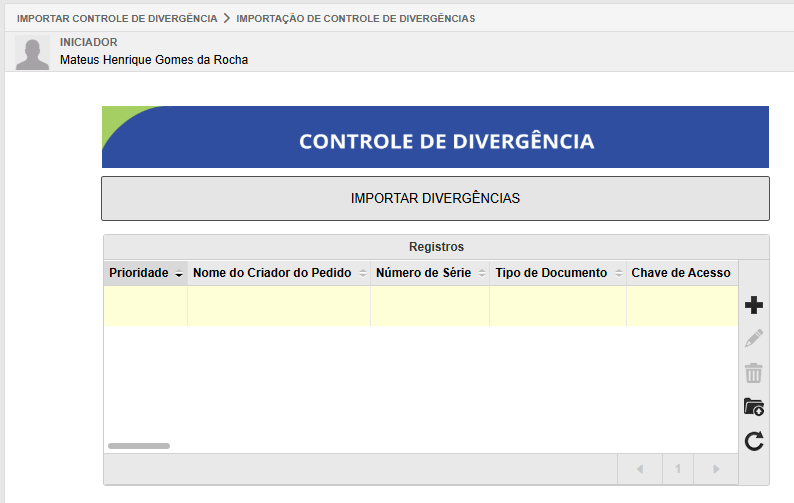 IMPORTAR CONTROLE DE DIVERGÊNCIA > IMPORTAÇÃO DE CONTROLE DE DIVERGÊNCIAS
INICIADOR
Mateus Henrique Gomes da Rocha
CONTROLE DE DIVERGÊNCIA
IMPORTAR DIVERGÊNCIAS
Registros
Prioridade Nome do Criador do Pedido Número de Série Tipo de Documento Chave de Acesso
1